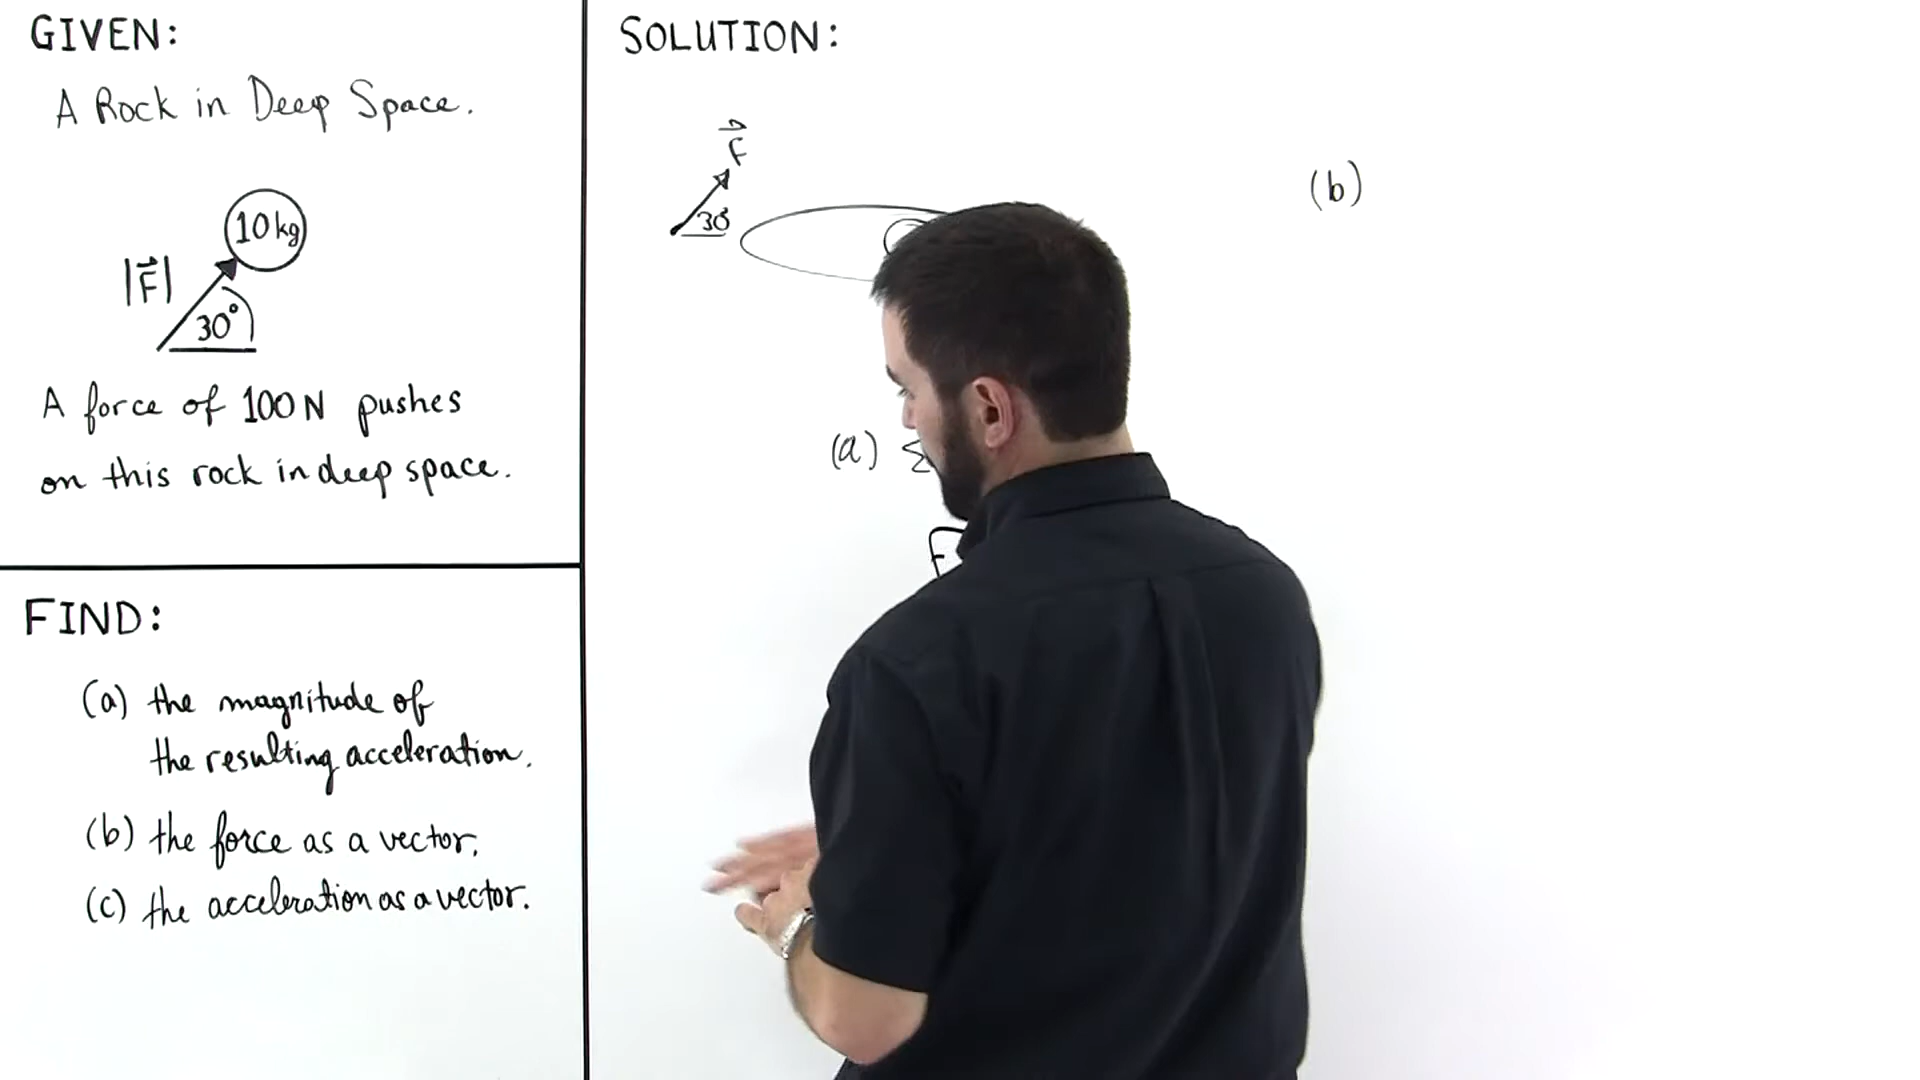 GIVEN:
A Rock in Deep Space.
10 kg
|F⃗|
30°
A force of 100 N pushes
on this rock in deep space.
FIND:
(a) the magnitude of
the resulting acceleration.
(b) the force as a vector.
(c) the acceleration as a vector.
SOLUTION:
F⃗
30°
(a) Σ
F
(b)